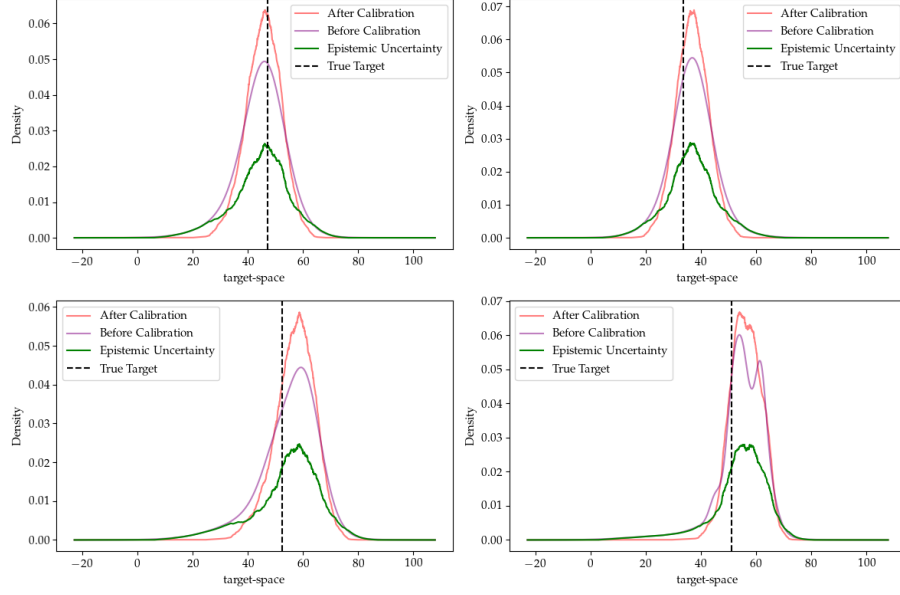 0.06
0.05
0.04
0.03
0.02
0.01
0.00
Density
−20 0 20 40 60 80 100
target-space
After Calibration
Before Calibration
Epistemic Uncertainty
True Target
0.07
0.06
0.05
0.04
0.03
0.02
0.01
0.00
Density
−20 0 20 40 60 80 100
target-space
After Calibration
Before Calibration
Epistemic Uncertainty
True Target
0.06
0.05
0.04
0.03
0.02
0.01
0.00
Density
−20 0 20 40 60 80 100
target-space
After Calibration
Before Calibration
Epistemic Uncertainty
True Target
0.07
0.06
0.05
0.04
0.03
0.02
0.01
0.00
Density
−20 0 20 40 60 80 100
target-space
After Calibration
Before Calibration
Epistemic Uncertainty
True Target